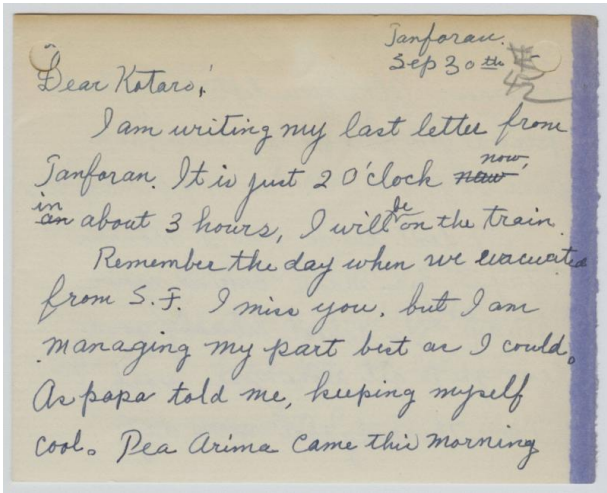 Tanforan.
Sep 30th
42
Dear Kotaro,
I am writing my last letter from
Tanforan. It is just 2 O'clock now,
in about 3 hours, I will be on the train.
Remember the day when we evacuated
from S.F. I miss you, but I am
managing my part best as I could.
As papa told me, keeping myself
cool. Pea Arima came this morning